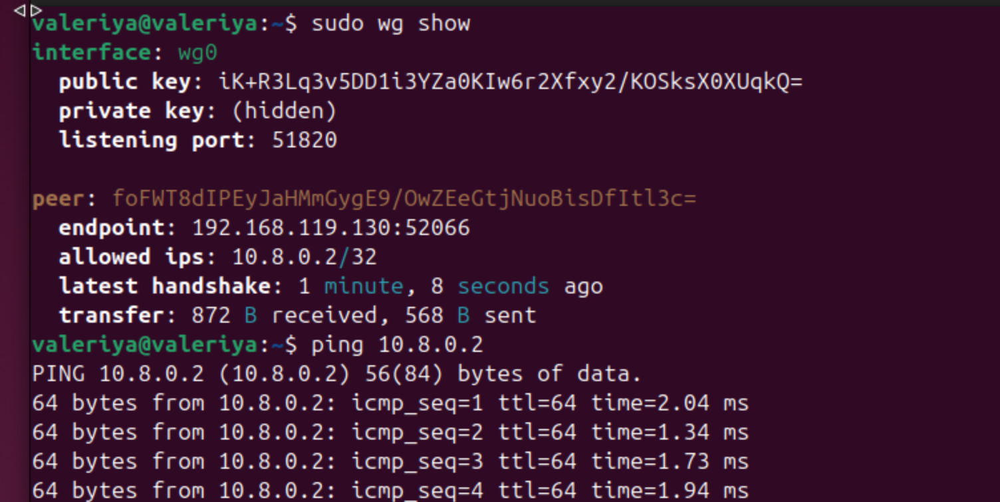 valeriya@valeriya:~$ sudo wg show
interface: wg0
  public key: iK+R3Lq3v5DD1i3YZa0KIw6r2Xfxy2/KOSksX0XUqkQ=
  private key: (hidden)
  listening port: 51820

peer: foFWT8dIPEyJaHMmGygE9/OwZEeGtjNuoBisDfItl3c=
  endpoint: 192.168.119.130:52066
  allowed ips: 10.8.0.2/32
  latest handshake: 1 minute, 8 seconds ago
  transfer: 872 B received, 568 B sent
valeriya@valeriya:~$ ping 10.8.0.2
PING 10.8.0.2 (10.8.0.2) 56(84) bytes of data.
64 bytes from 10.8.0.2: icmp_seq=1 ttl=64 time=2.04 ms
64 bytes from 10.8.0.2: icmp_seq=2 ttl=64 time=1.34 ms
64 bytes from 10.8.0.2: icmp_seq=3 ttl=64 time=1.73 ms
64 bytes from 10.8.0.2: icmp_seq=4 ttl=64 time=1.94 ms